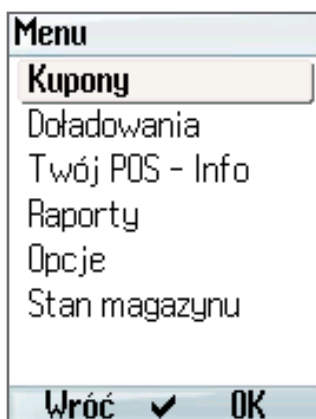 Menu
Kupony
Doładowania
Twój POS - Info
Raporty
Opcje
Stan magazynu
Wróć ✔ OK